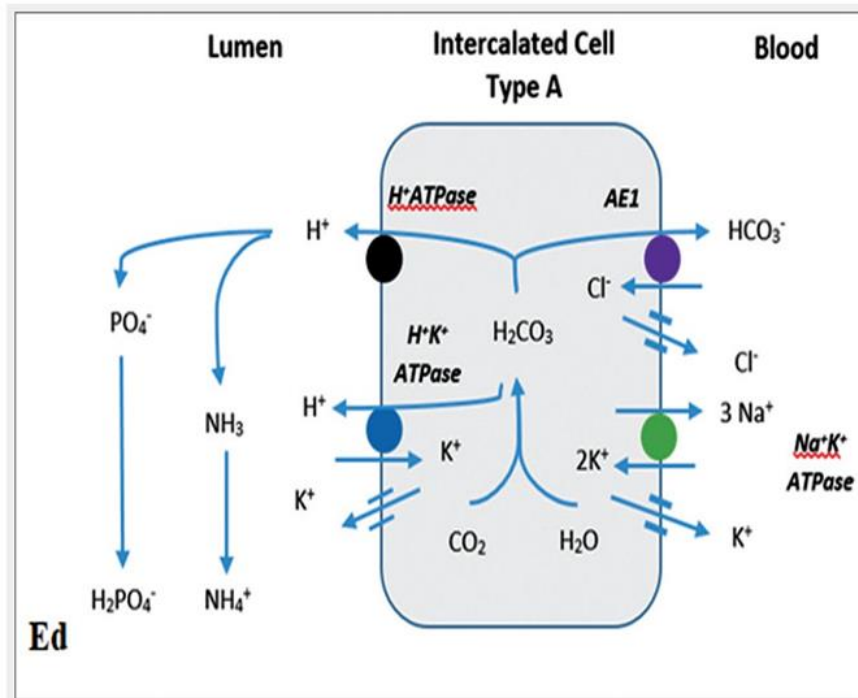 Lumen
Intercalated Cell
Type A
Blood
H⁺ATPase
AE1
H⁺
HCO₃⁻
Cl⁻
PO₄⁻
H⁺K⁺
ATPase
H₂CO₃
Cl⁻
H⁺
3 Na⁺
NH₃
K⁺
2K⁺
Na⁺K⁺
ATPase
K⁺
CO₂
H₂O
K⁺
H₂PO₄⁻
NH₄⁺
Ed